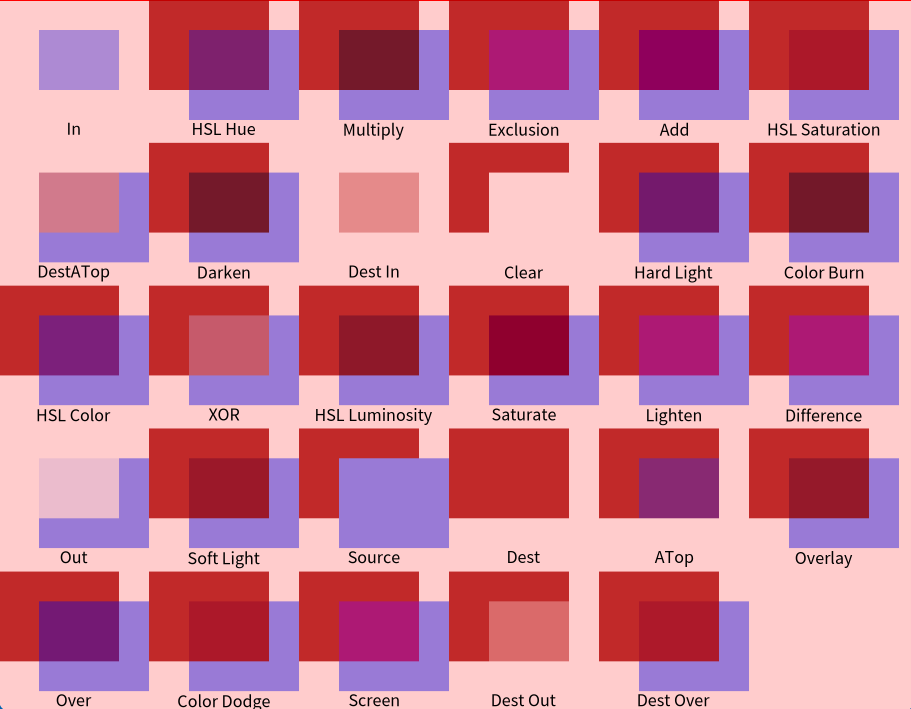 In HSL Hue Multiply Exclusion Add HSL Saturation
DestATop Darken Dest In Clear Hard Light Color Burn
HSL Color XOR HSL Luminosity Saturate Lighten Difference
Out Soft Light Source Dest ATop Overlay
Over Color Dodge Screen Dest Out Dest Over